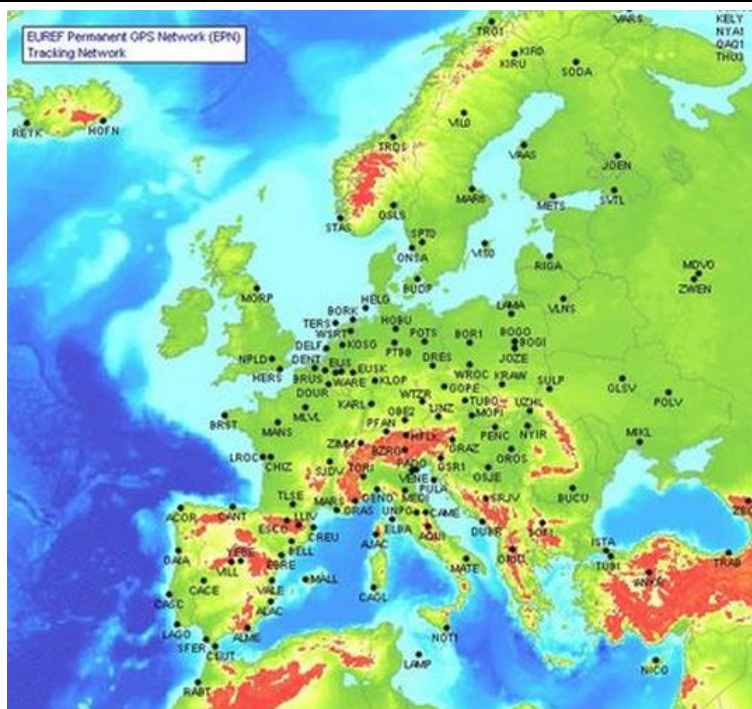 EUREF Permanent GPS Network (EPN)
Tracking Network
VARS
KELY
NYA1
QAQ1
THU3
TRO1
KIR0
KIRU
SODA
REYK
HOFN
VIL0
TRDS
VAAS
JOEN
MAR6
METS
SVTL
OSLS
STAS
SPT0
ONSA
VIS0
RIGA
BUDP
MDVO
ZWEN
MORP
HELG
BORK
TERS
HOBU
LAMA
VLNS
WSRT
DELF
KOSG
PTBB
POTS
BOR1
BOGO
BOGI
JOZE
NPLD
DENT
EIJS
HERS
BRUS
WARE
EUSK
KLOP
DRES
WROC
KRAW
SULP
GLSV
POLV
GOPE
WTZR
TUBO
UZHL
MLVL
KARL
OBE2
LINZ
MOPI
BRST
MANS
PFAN
PENC
NYIR
MIKL
ZIMM
HFLK
GRAZ
BZRG
LROC
CHIZ
SJDV
TORI
PADO
GSR1
OROS
VENE
OSJE
PULA
TLSE
MARS
GRAS
GENO
MEDI
SRJV
BUCU
ACOR
CANT
ESCO
LLIV
CREU
UNPG
CAME
ELBA
AQUI
DUBR
SOFI
AJAC
BELL
ISTA
TUBI
TRAB
GAIA
YEBE
VILL
EBRE
MATE
ORID
ANKR
CASC
CACE
VALE
MALL
CAGL
ALAC
LAGO
ALME
SFER
CEUT
NOT1
LAMP
NICO
RABT